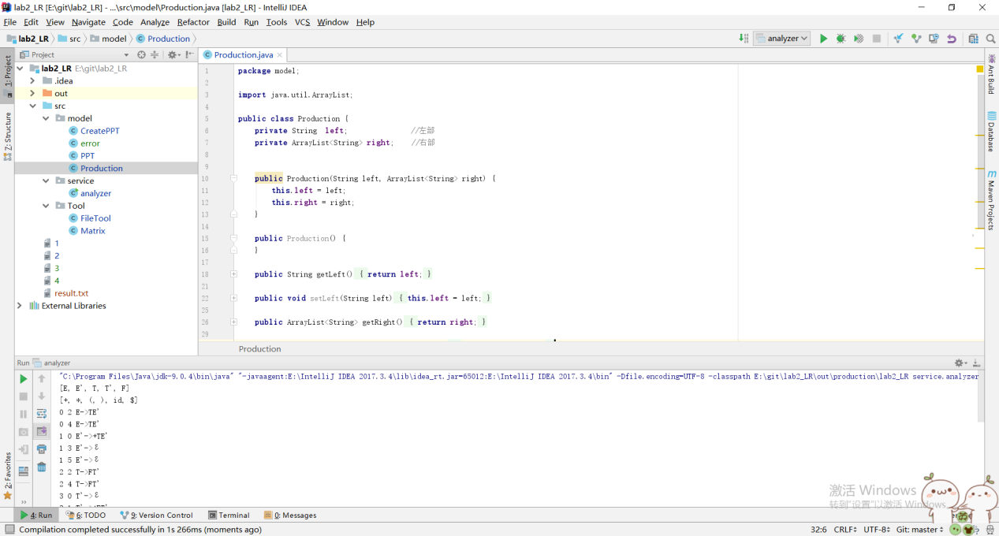 lab2_LR [E:\git\lab2_LR] - ...\src\model\Production.java [lab2_LR] - IntelliJ IDEA
File Edit View Navigate Code Analyze Refactor Build Run Tools VCS Window Help
lab2_LR src model Production
analyzer
Project
Production.java
1: Project
Z: Structure
2: Favorites
lab2_LR E:\git\lab2_LR
.idea
out
src
model
CreatePPT
error
PPT
Production
service
analyzer
Tool
FileTool
Matrix
1
2
3
4
result.txt
External Libraries
1 package model;
2
3 import java.util.ArrayList;
4
5 public class Production {
6 private String left; //左部
7 private ArrayList<String> right; //右部
8
9
10 public Production(String left, ArrayList<String> right) {
11 this.left = left;
12 this.right = right;
13 }
14
15 public Production() {
16 }
17
18 public String getLeft() { return left; }
21
22 public void setLeft(String left) { this.left = left; }
25
26 public ArrayList<String> getRight() { return right; }
29
Production
Ant Build
Database
Maven Projects
Run analyzer
"C:\Program Files\Java\jdk-9.0.4\bin\java" "-javaagent:E:\IntelliJ IDEA 2017.3.4\lib\idea_rt.jar=65012:E:\IntelliJ IDEA 2017.3.4\bin" -Dfile.encoding=UTF-8 -classpath E:\git\lab2_LR\out\production\lab2_LR service.analyzer
[E, E', T, T', F]
[+, *, (, ), id, $]
0 2 E->TE'
0 4 E->TE'
1 0 E'->+TE'
1 3 E'->ε
1 5 E'->ε
2 2 T->FT'
2 4 T->FT'
3 0 T'->ε
激活 Windows
转到"设置"以激活 Windows。
4: Run 6: TODO 9: Version Control Terminal 0: Messages
Compilation completed successfully in 1s 266ms (moments ago)
32:6 CRLF UTF-8 Git: master